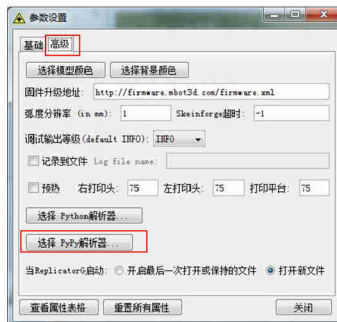 参数设置
基础 高级
选择模型颜色 选择背景颜色
固件升级地址: http://firmware.mbot3d.com/firmware.xml
弧度分辨率 (in mm): 1 Skeinforge超时: -1
调试输出等级(default INFO): INFO
记录到文件 Log file name:
预热 右打印头: 75 左打印头: 75 打印平台: 75
选择 Python解析器...
选择 PyPy解析器...
当ReplicatorG启动: 开启最后一次打开或保持的文件 打开新文件
查看属性表格 重置所有属性 关闭